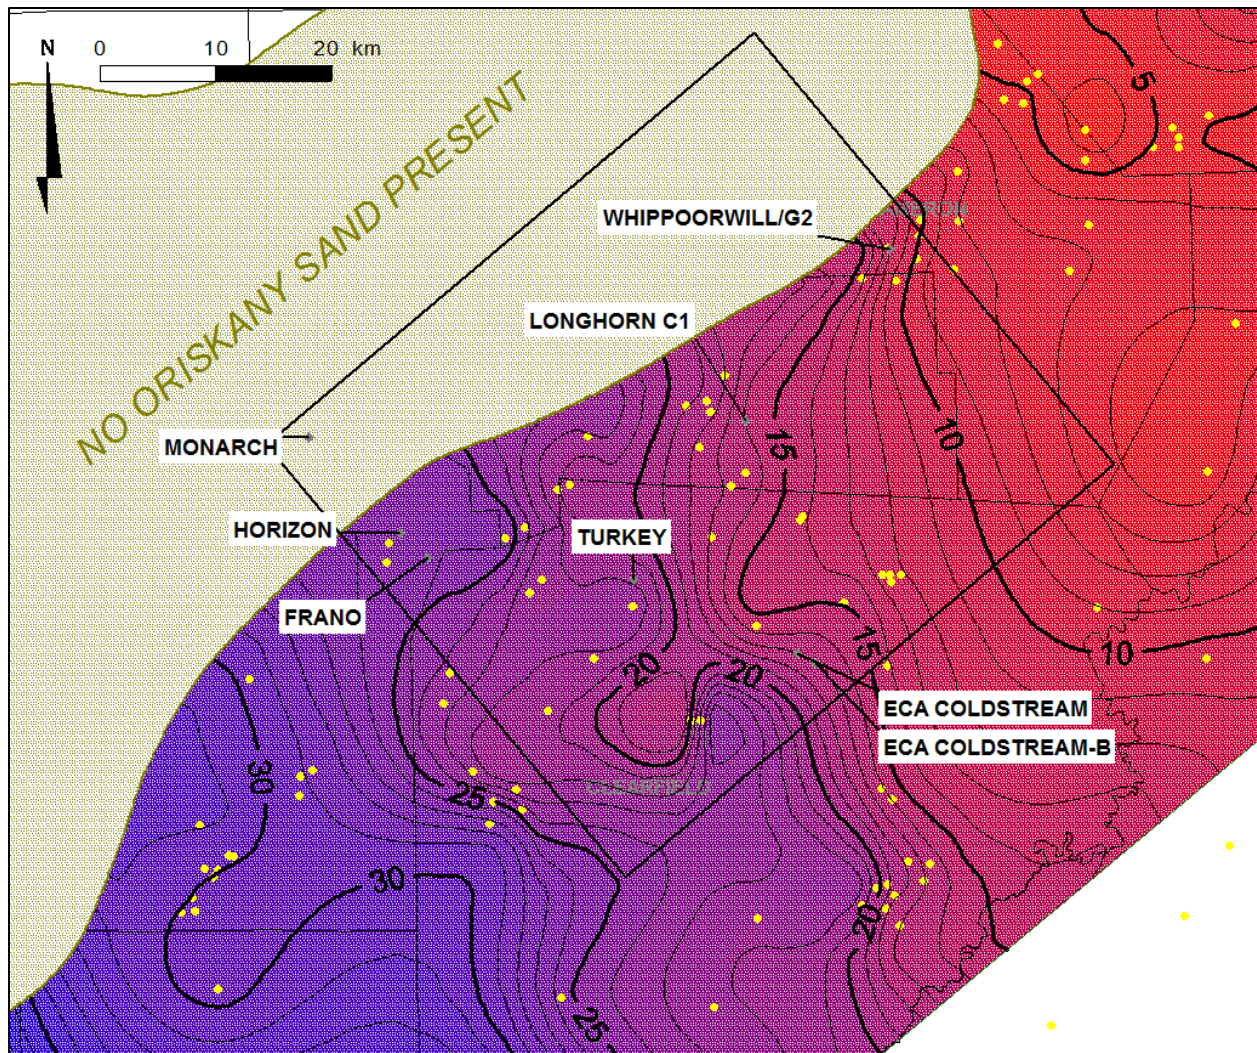 N 0 10 20 km
5
NO ORISKANY SAND PRESENT
WHIPPOORWILL/G2
LONGHORN C1
15
10
MONARCH
HORIZON
TURKEY
FRANO
15
10
20
20
ECA COLDSTREAM
ECA COLDSTREAM-B
30
25
CLEARFIELD
30
20
25